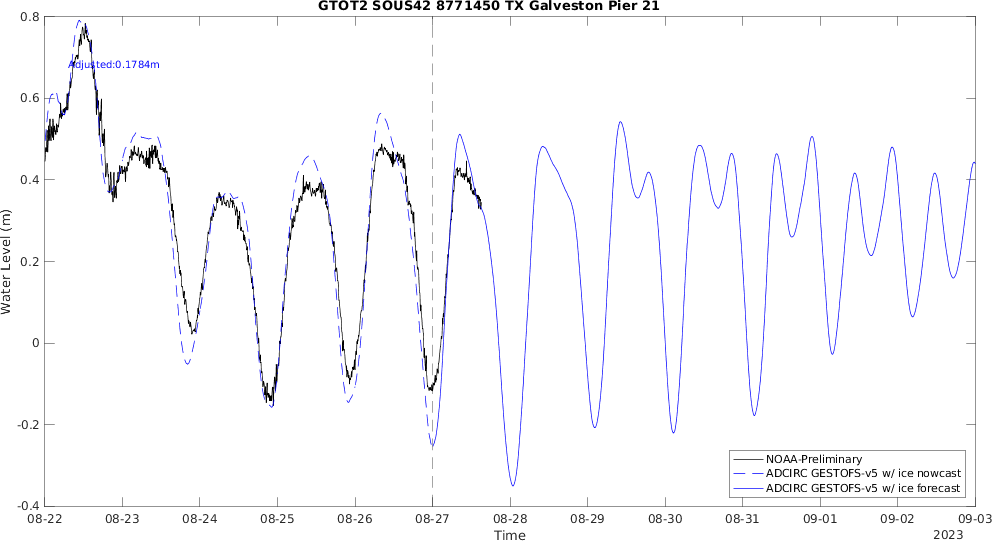 GTOT2 SOUS42 8771450 TX Galveston Pier 21
Adjusted:0.1784m
Water Level (m)
0.8
0.6
0.4
0.2
0
-0.2
-0.4
NOAA-Preliminary
ADCIRC GESTOFS-v5 w/ ice nowcast
ADCIRC GESTOFS-v5 w/ ice forecast
08-22 08-23 08-24 08-25 08-26 08-27 08-28 08-29 08-30 08-31 09-01 09-02 09-03
Time
2023